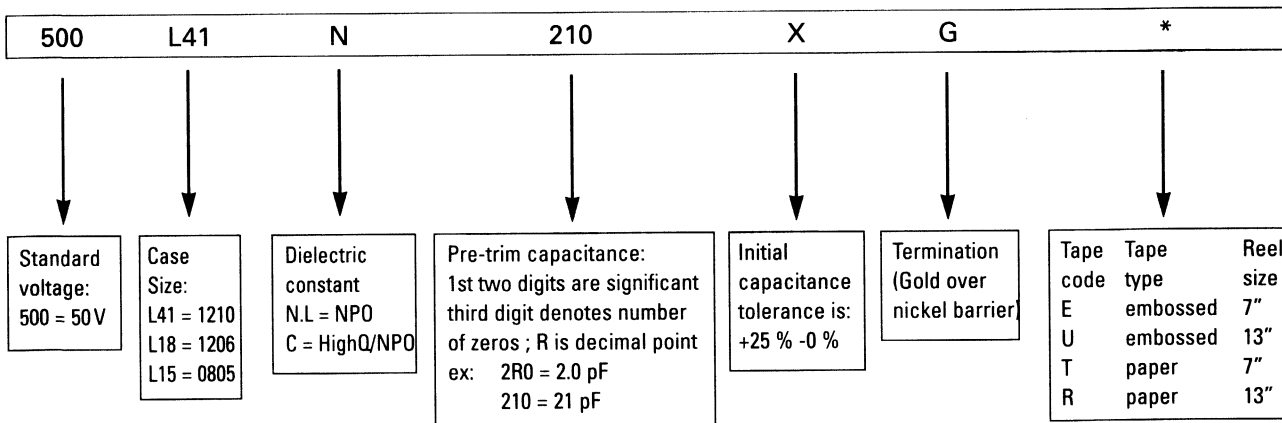 500 L41 N 210 X G *
Standard
voltage:
500 = 50 V
Case
Size:
L41 = 1210
L18 = 1206
L15 = 0805
Dielectric
constant
N.L = NPO
C = HighQ/NPO
Pre-trim capacitance:
1st two digits are significant
third digit denotes number
of zeros ; R is decimal point
ex: 2R0 = 2.0 pF
210 = 21 pF
Initial
capacitance
tolerance is:
+25 % -0 %
Termination
(Gold over
nickel barrier)
Tape Tape Reel
code type size
E embossed 7"
U embossed 13"
T paper 7"
R paper 13"